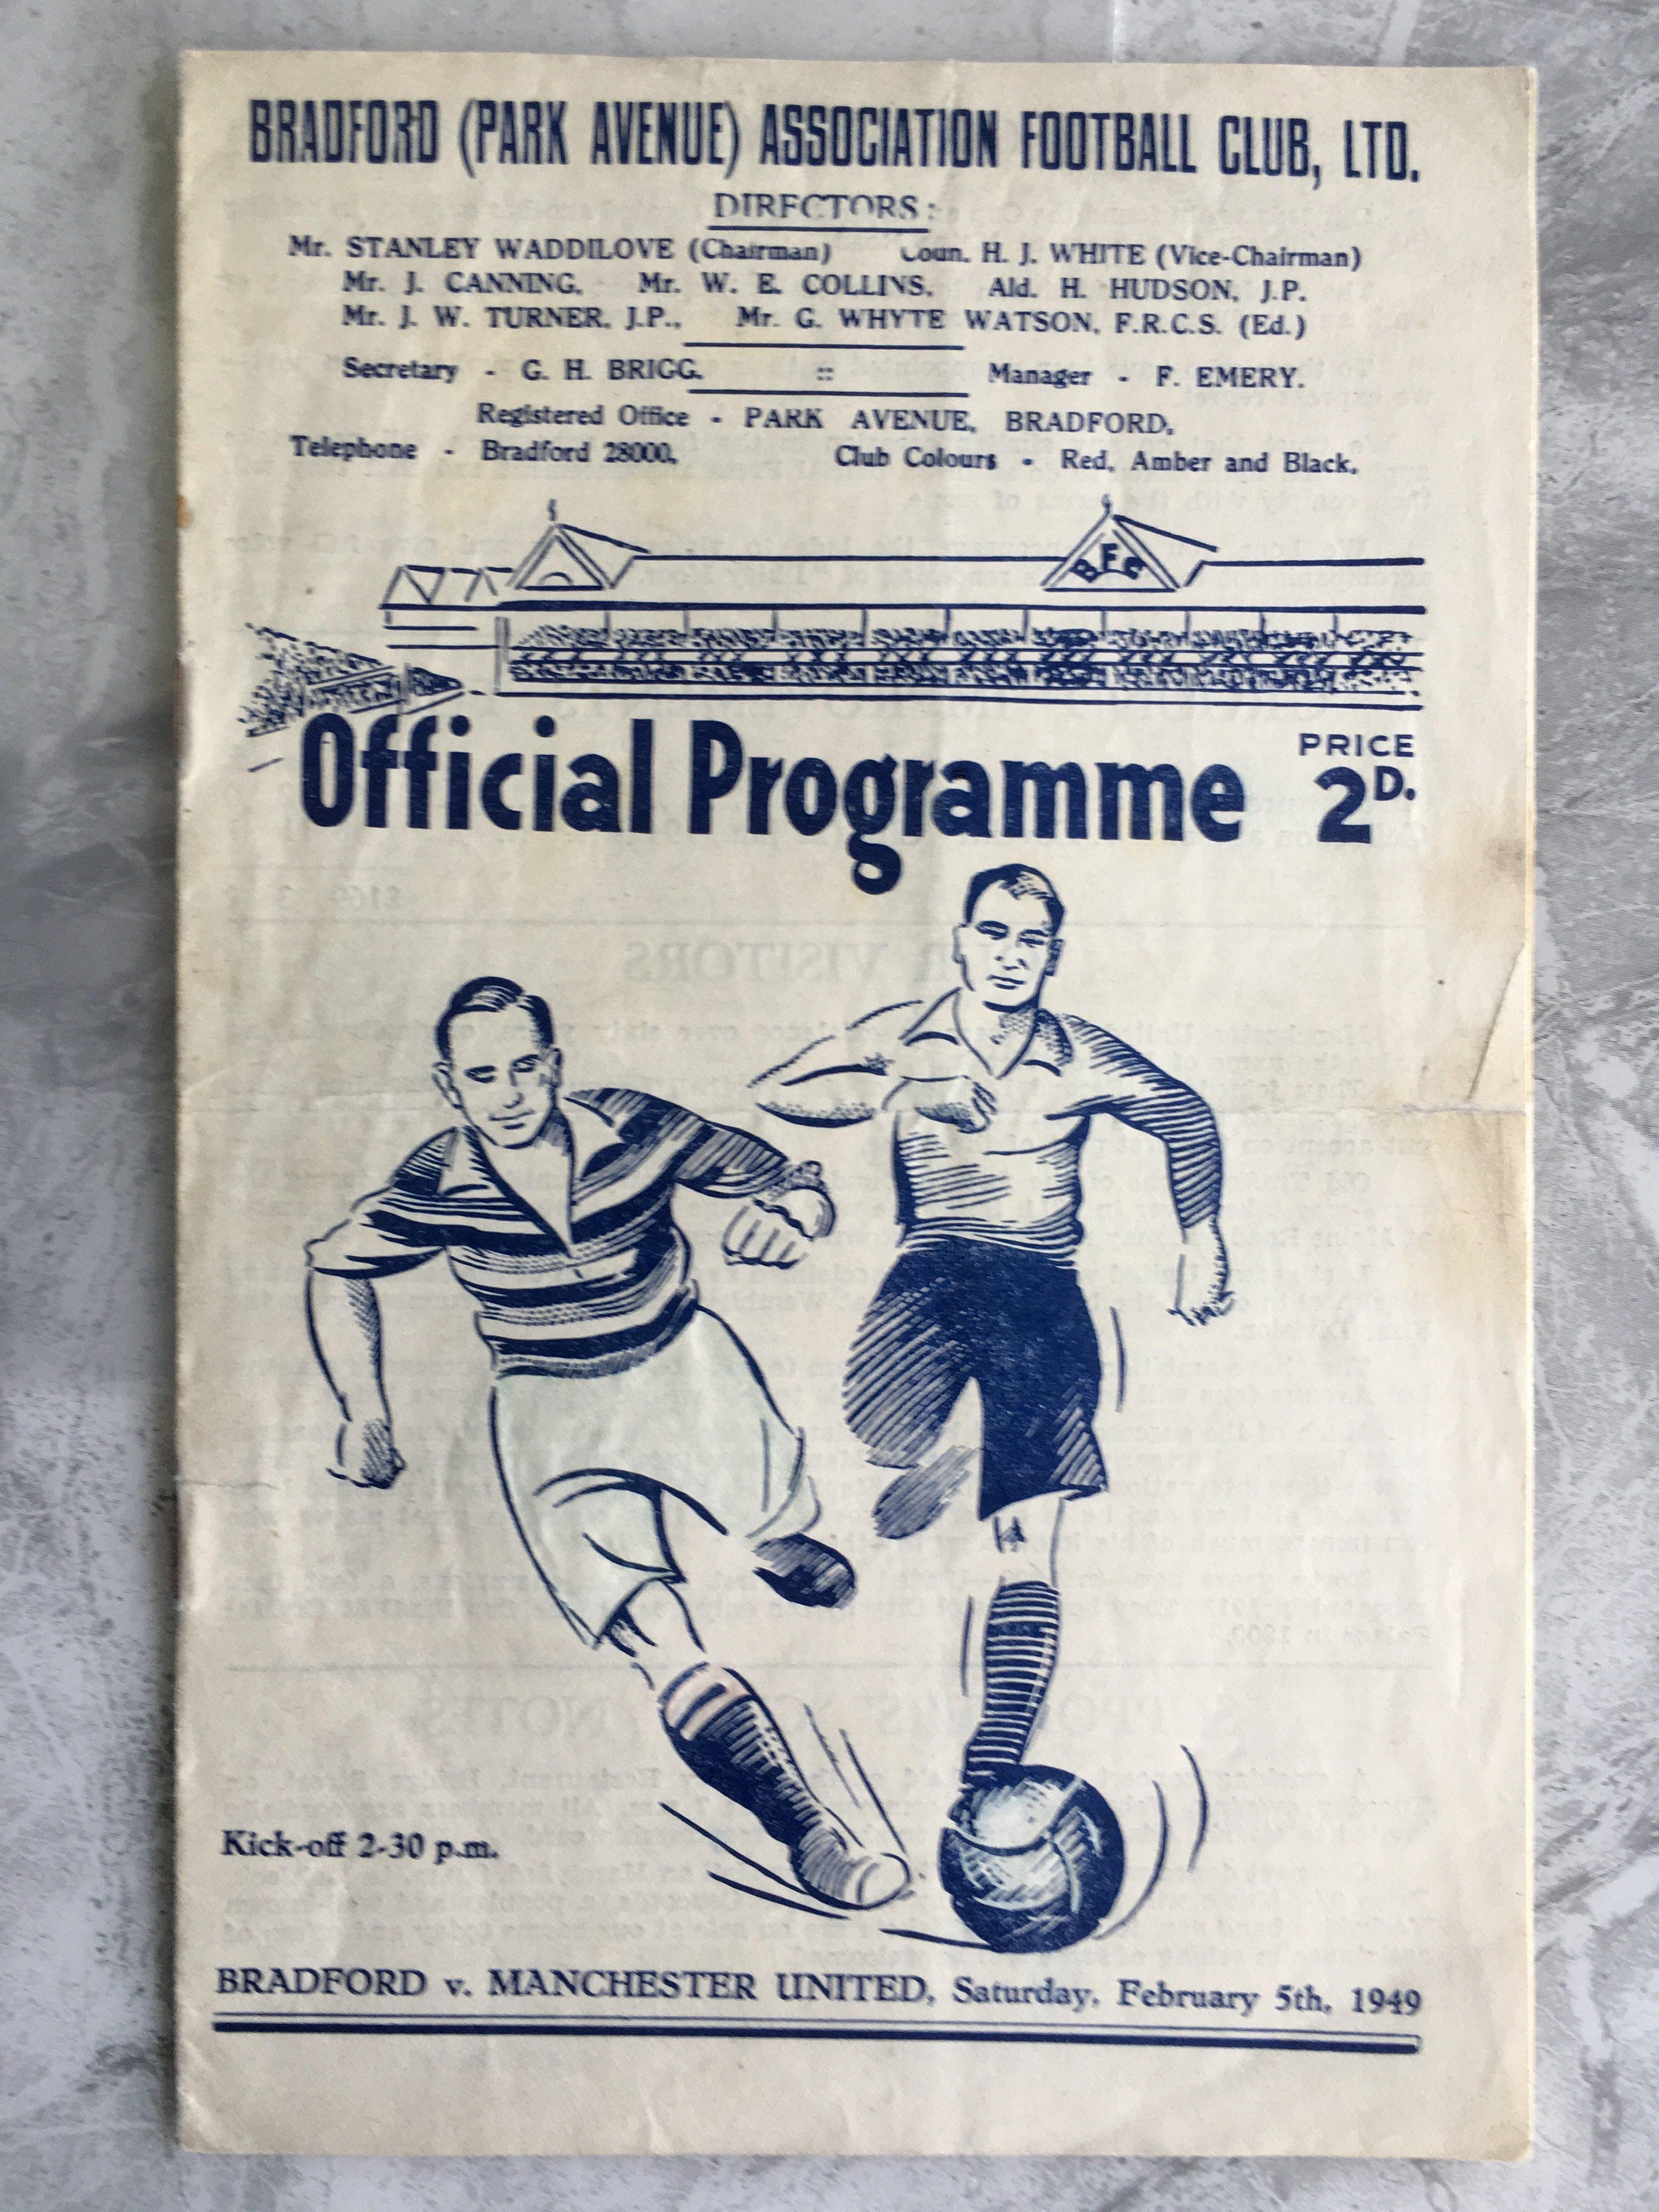 BRADFORD (PARK AVENUE) ASSOCIATION FOOTBALL CLUB, LTD.
DIRECTORS:
Mr. STANLEY WADDILOVE (Chairman) Coun. H. J. WHITE (Vice-Chairman)
Mr. J. CANNING. Mr. W. E. COLLINS. Ald. H. HUDSON, J.P.
Mr. J. W. TURNER, J.P., Mr. G. WHYTE WATSON, F.R.C.S. (Ed.)
Secretary - G. H. BRIGG. :: Manager - F. EMERY.
Registered Office - PARK AVENUE, BRADFORD.
Telephone - Bradford 28000. Club Colours - Red, Amber and Black.
BFC
Official Programme PRICE 2D.
Kick-off 2-30 p.m.
BRADFORD v. MANCHESTER UNITED, Saturday, February 5th, 1949